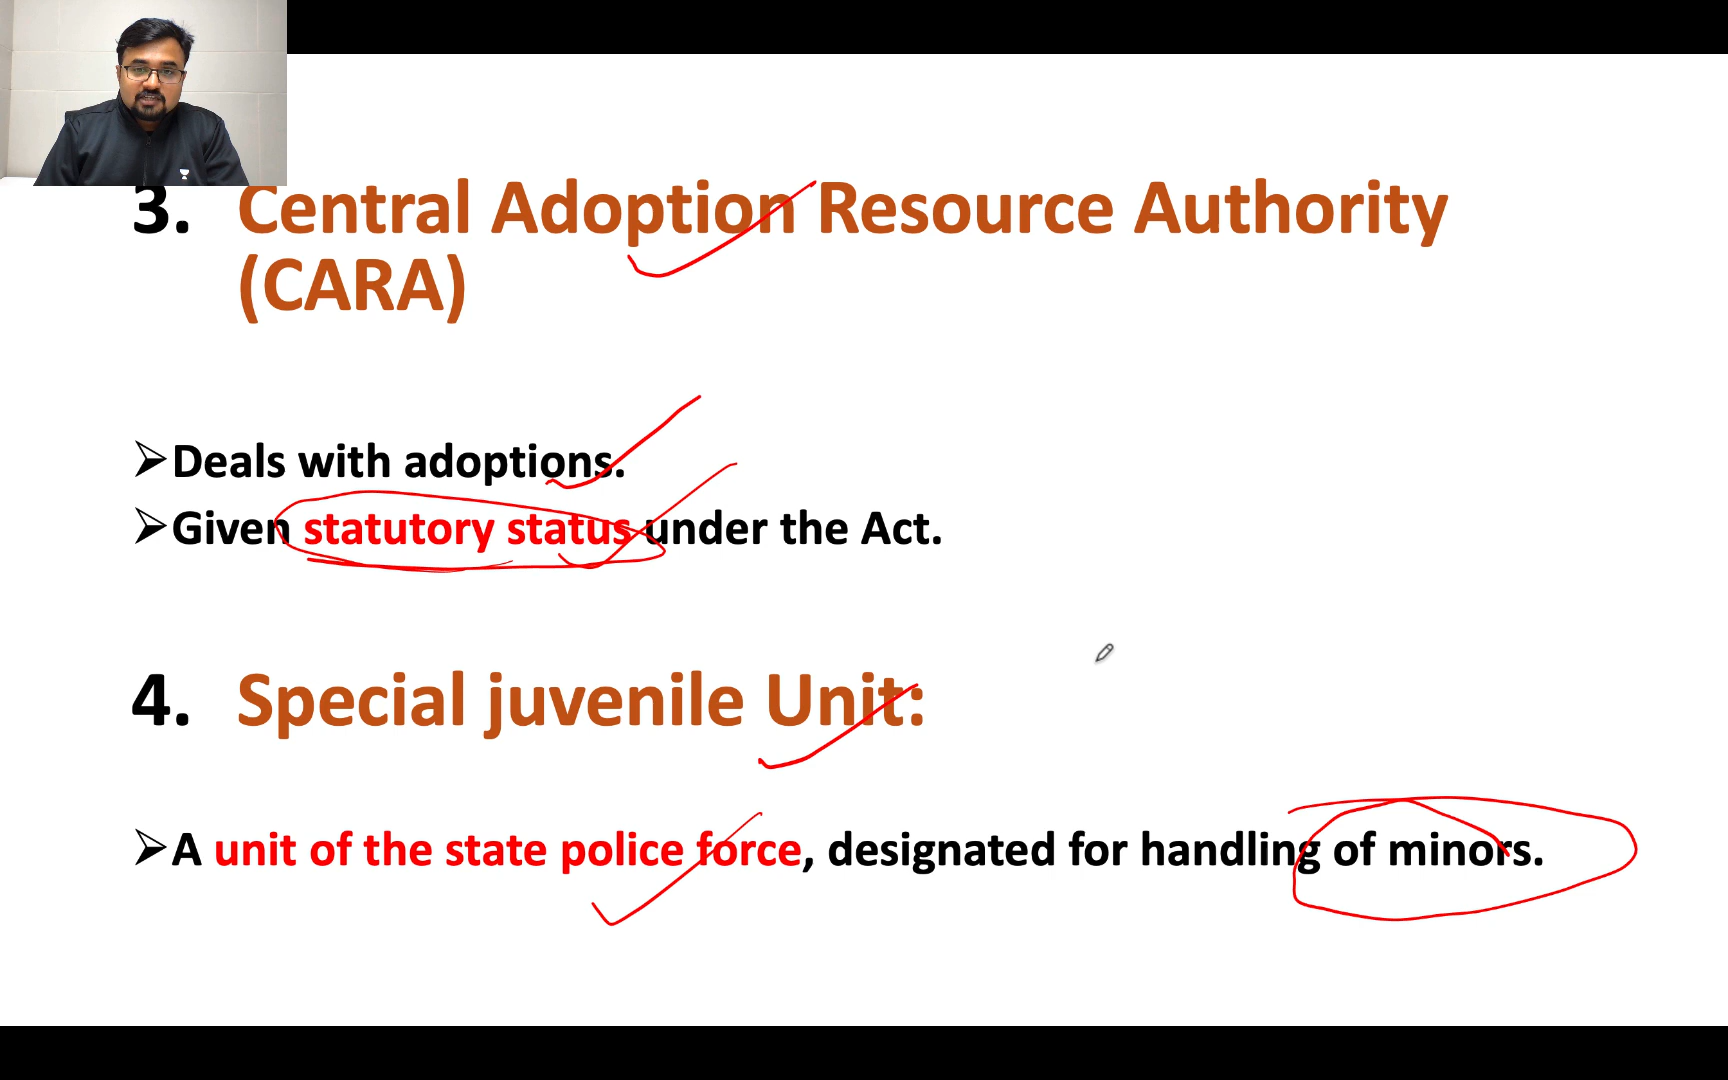 3. Central Adoption Resource Authority
(CARA)
➢Deals with adoptions.
➢Given statutory status under the Act.
4. Special juvenile Unit:
➢A unit of the state police force, designated for handling of minors.